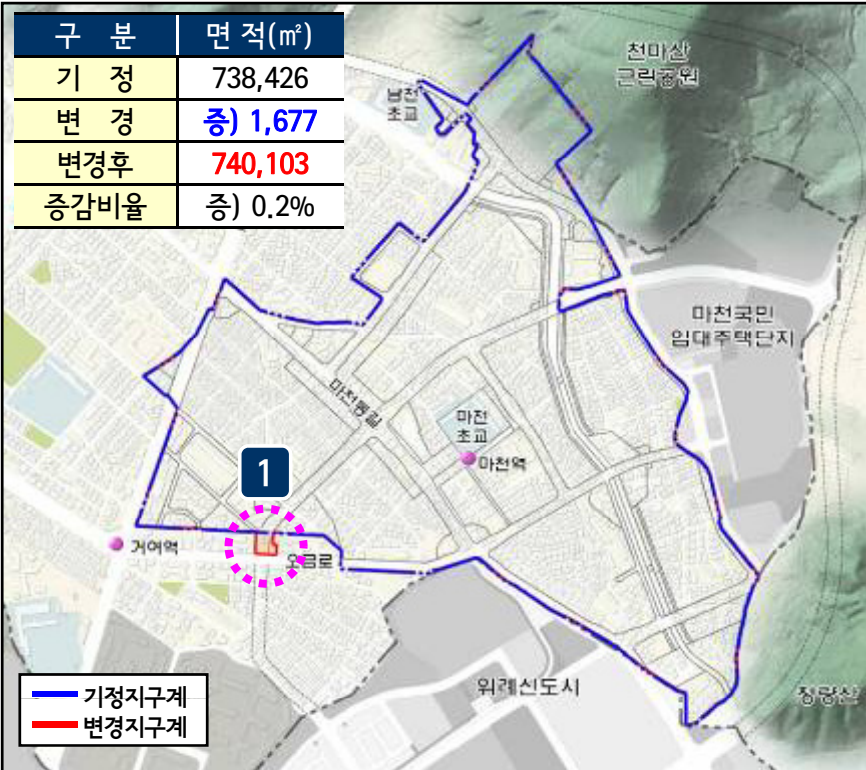 구 분 면 적(㎡)
기 정 738,426
변 경 증) 1,677
변경후 740,103
증감비율 증) 0.2%
천마산
근린공원
남천
초교
마천국민
임대주택단지
마천동길
마천
초교
마천역
1
거여역
오금로
위례신도시
청량산
기정지구계
변경지구계